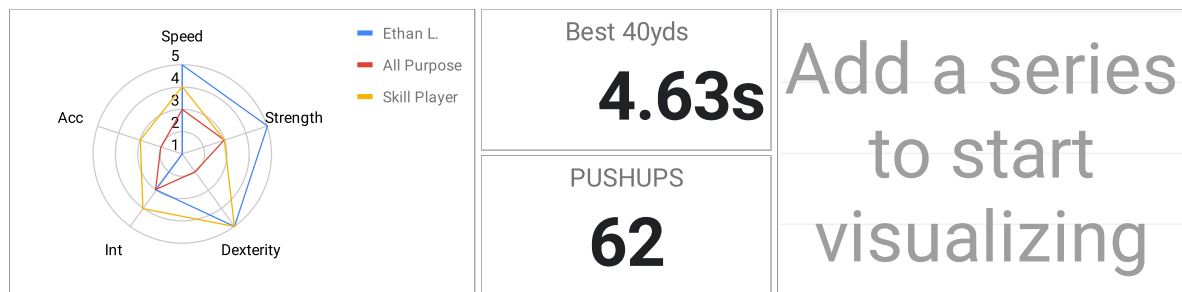 Speed
5
4
3
2
1
Acc
Strength
Int
Dexterity
Ethan L.
All Purpose
Skill Player
Best 40yds
4.63s
PUSHUPS
62
Add a series
to start
visualizing